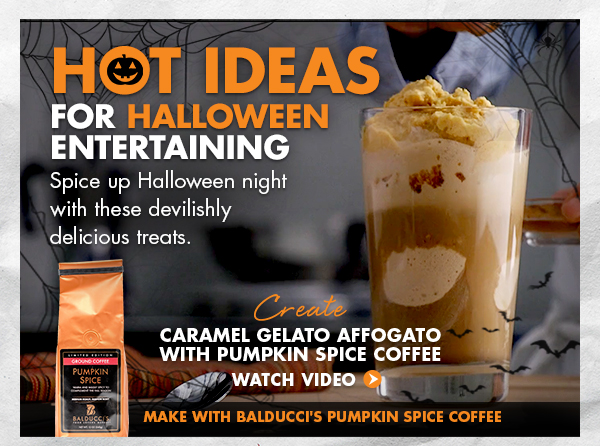 HOT IDEAS
FOR HALLOWEEN
ENTERTAINING
Spice up Halloween night
with these devilishly
delicious treats.
Create
CARAMEL GELATO AFFOGATO
WITH PUMPKIN SPICE COFFEE
WATCH VIDEO
LIMITED EDITION
GROUND COFFEE
PUMPKIN
SPICE
BALDUCCI'S
MAKE WITH BALDUCCI'S PUMPKIN SPICE COFFEE